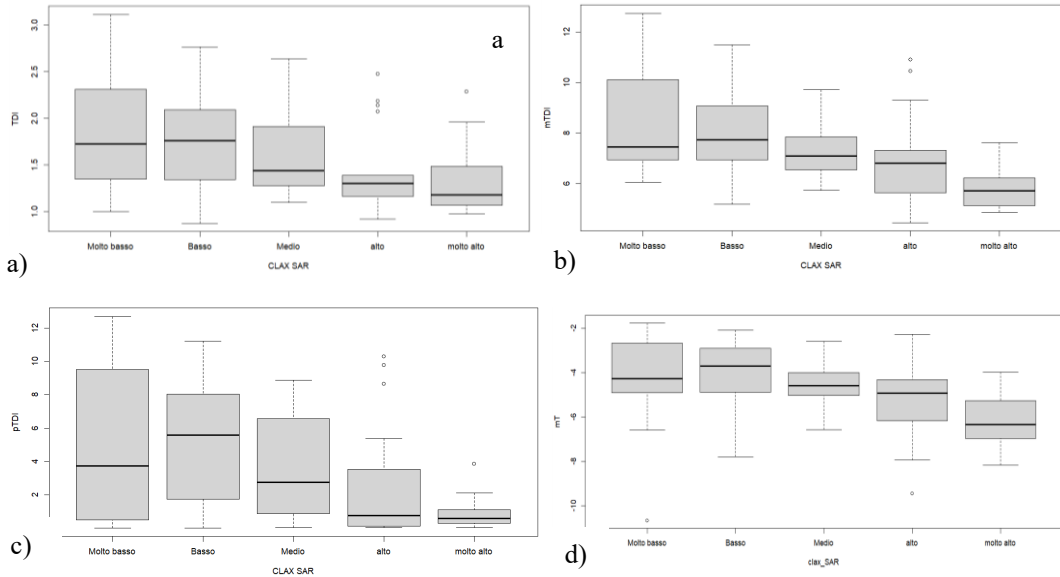 a
3.0
2.5
2.0
1.5
1.0
TDI
Molto basso Basso Medio alto molto alto
CLAX SAR
a)
12
10
8
6
mTDI
Molto basso Basso Medio alto molto alto
CLAX SAR
b)
12
10
8
6
4
2
pTDI
Molto basso Basso Medio alto molto alto
CLAX SAR
c)
-2
-4
-6
-8
-10
mT
Molto basso Basso Medio alto molto alto
clax_SAR
d)